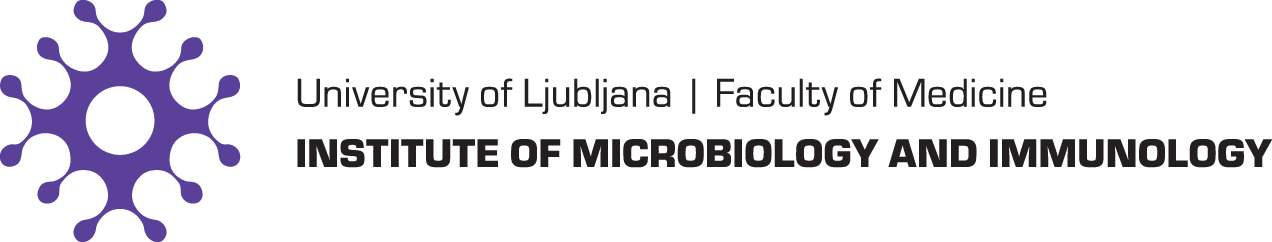 University of Ljubljana | Faculty of Medicine
INSTITUTE OF MICROBIOLOGY AND IMMUNOLOGY